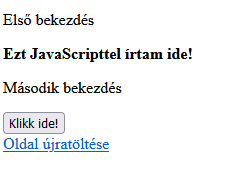 Első bekezdés
Ezt JavaScripttel írtam ide!
Második bekezdés
Klikk ide!
Oldal újratöltése